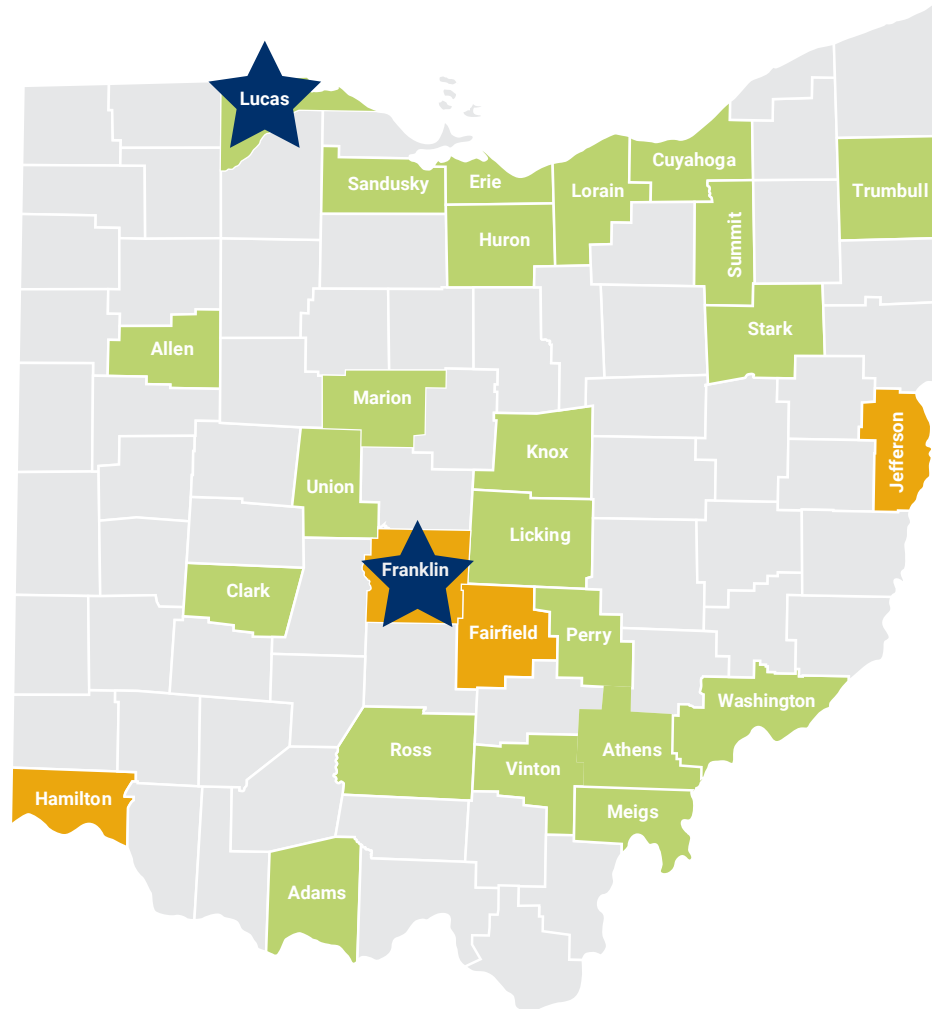 Lucas
Cuyahoga
Sandusky
Erie
Lorain
Trumbull
Huron
Summit
Stark
Allen
Marion
Jefferson
Knox
Union
Licking
Franklin
Clark
Fairfield
Perry
Washington
Ross
Athens
Vinton
Hamilton
Meigs
Adams